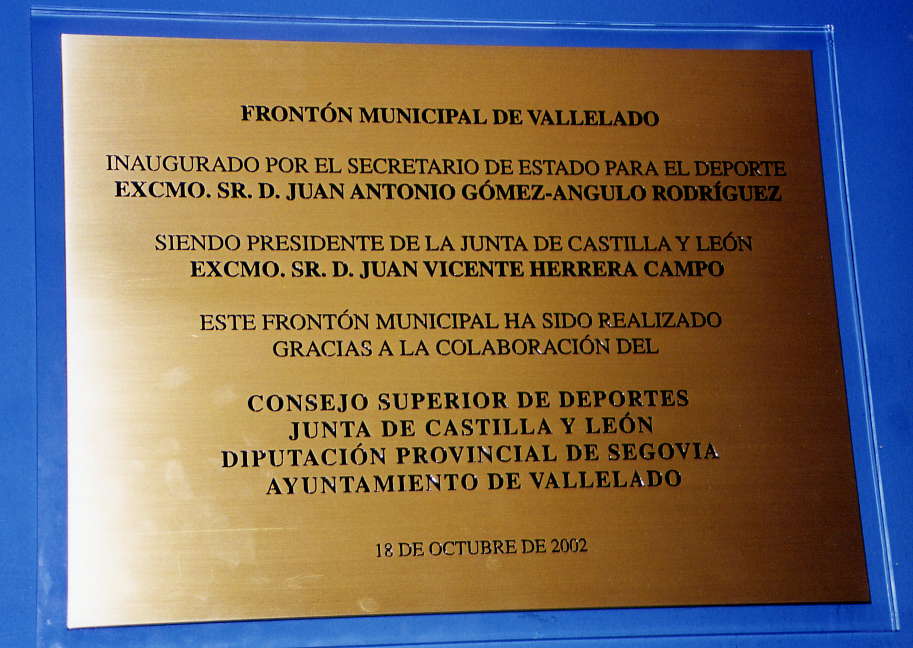 FRONTÓN MUNICIPAL DE VALLELADO
INAUGURADO POR EL SECRETARIO DE ESTADO PARA EL DEPORTE
EXCMO. SR. D. JUAN ANTONIO GÓMEZ-ANGULO RODRÍGUEZ
SIENDO PRESIDENTE DE LA JUNTA DE CASTILLA Y LEÓN
EXCMO. SR. D. JUAN VICENTE HERRERA CAMPO
ESTE FRONTÓN MUNICIPAL HA SIDO REALIZADO
GRACIAS A LA COLABORACIÓN DEL
CONSEJO SUPERIOR DE DEPORTES
JUNTA DE CASTILLA Y LEÓN
DIPUTACIÓN PROVINCIAL DE SEGOVIA
AYUNTAMIENTO DE VALLELADO
18 DE OCTUBRE DE 2002